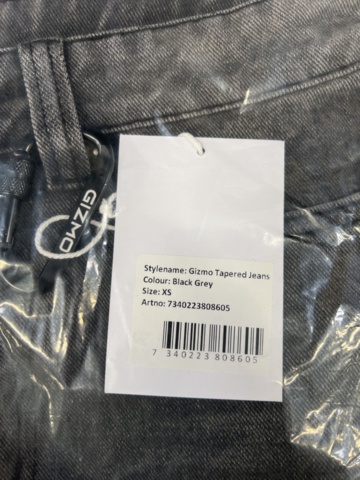 GIZMO
Stylename: Gizmo Tapered Jeans
Colour: Black Grey
Size: XS
Artno: 7340223808605
7 340223 808605